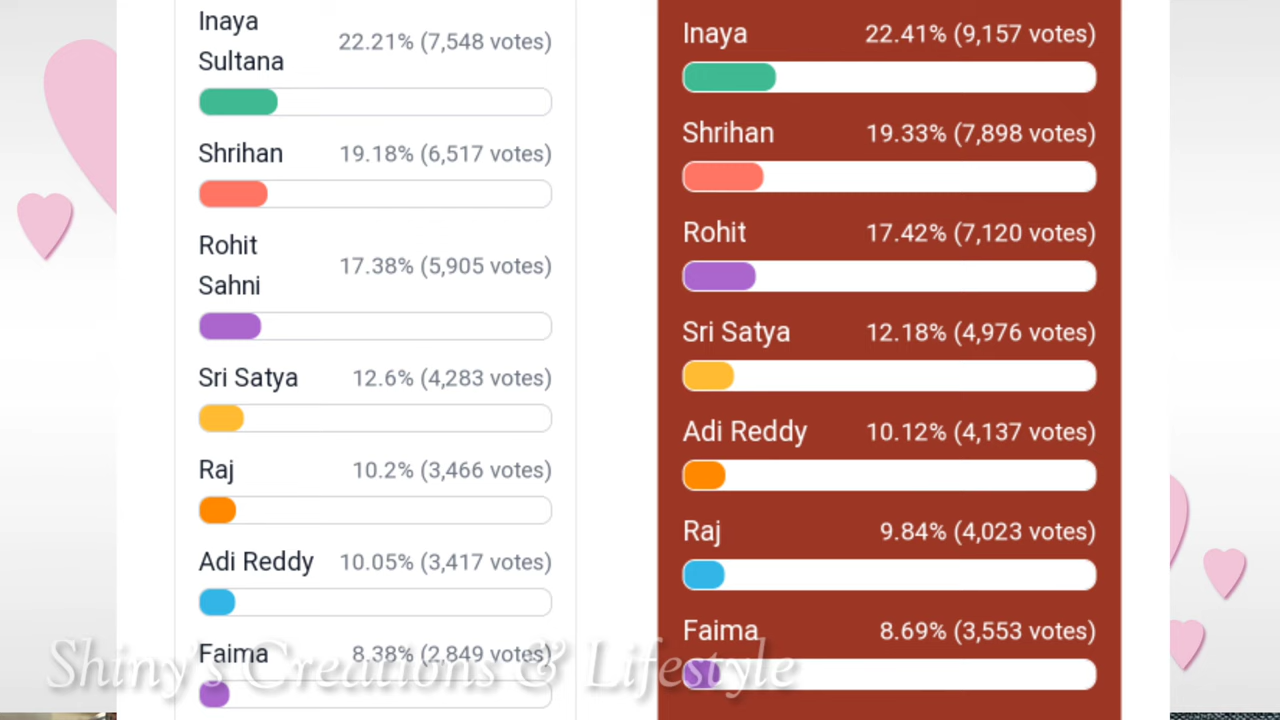 Inaya
Sultana
22.21% (7,548 votes)
Shrihan 19.18% (6,517 votes)
Rohit
Sahni
17.38% (5,905 votes)
Sri Satya 12.6% (4,283 votes)
Raj 10.2% (3,466 votes)
Adi Reddy 10.05% (3,417 votes)
Faima 8.38% (2,849 votes)
Inaya 22.41% (9,157 votes)
Shrihan 19.33% (7,898 votes)
Rohit 17.42% (7,120 votes)
Sri Satya 12.18% (4,976 votes)
Adi Reddy 10.12% (4,137 votes)
Raj 9.84% (4,023 votes)
Faima 8.69% (3,553 votes)
Shiny's Creations & Lifestyle